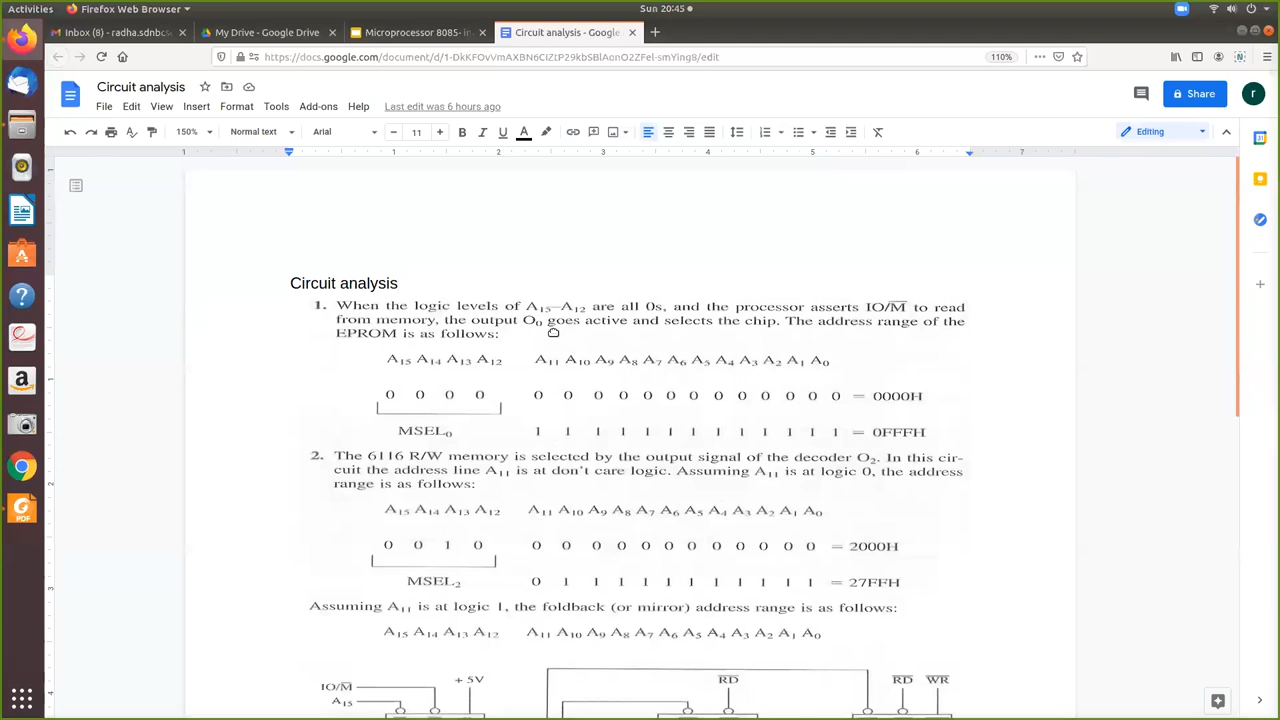 Activities Firefox Web Browser Sun 20:45
Inbox (8) - radha.sdnbc× My Drive - Google Drive × Microprocessor 8085- in × Circuit analysis - Google × +
https://docs.google.com/document/d/ 110%
Circuit analysis Share r
File Edit View Insert Format Tools Add-ons Help Last edit was 6 hours ago
150% Normal text Arial − 11 + B I U A Editing
1 1 2 3 4 5 6 7
Circuit analysis
1. When the logic levels of A₁₅–A₁₂ are all 0s, and the processor asserts IO/M̅ to read
from memory, the output O₀ goes active and selects the chip. The address range of the
EPROM is as follows:
A₁₅ A₁₄ A₁₃ A₁₂ A₁₁ A₁₀ A₉ A₈ A₇ A₆ A₅ A₄ A₃ A₂ A₁ A₀
0 0 0 0 0 0 0 0 0 0 0 0 0 0 0 0 = 0000H
MSEL₀ 1 1 1 1 1 1 1 1 1 1 1 1 = 0FFFH
2. The 6116 R/W memory is selected by the output signal of the decoder O₂. In this cir-
cuit the address line A₁₁ is at don't care logic. Assuming A₁₁ is at logic 0, the address
range is as follows:
A₁₅ A₁₄ A₁₃ A₁₂ A₁₁ A₁₀ A₉ A₈ A₇ A₆ A₅ A₄ A₃ A₂ A₁ A₀
0 0 1 0 0 0 0 0 0 0 0 0 0 0 0 0 = 2000H
MSEL₂ 0 1 1 1 1 1 1 1 1 1 1 1 = 27FFH
Assuming A₁₁ is at logic 1, the foldback (or mirror) address range is as follows:
A₁₅ A₁₄ A₁₃ A₁₂ A₁₁ A₁₀ A₉ A₈ A₇ A₆ A₅ A₄ A₃ A₂ A₁ A₀
IO/M̅ + 5V R̅D̅ R̅D̅ W̅R̅
A₁₅